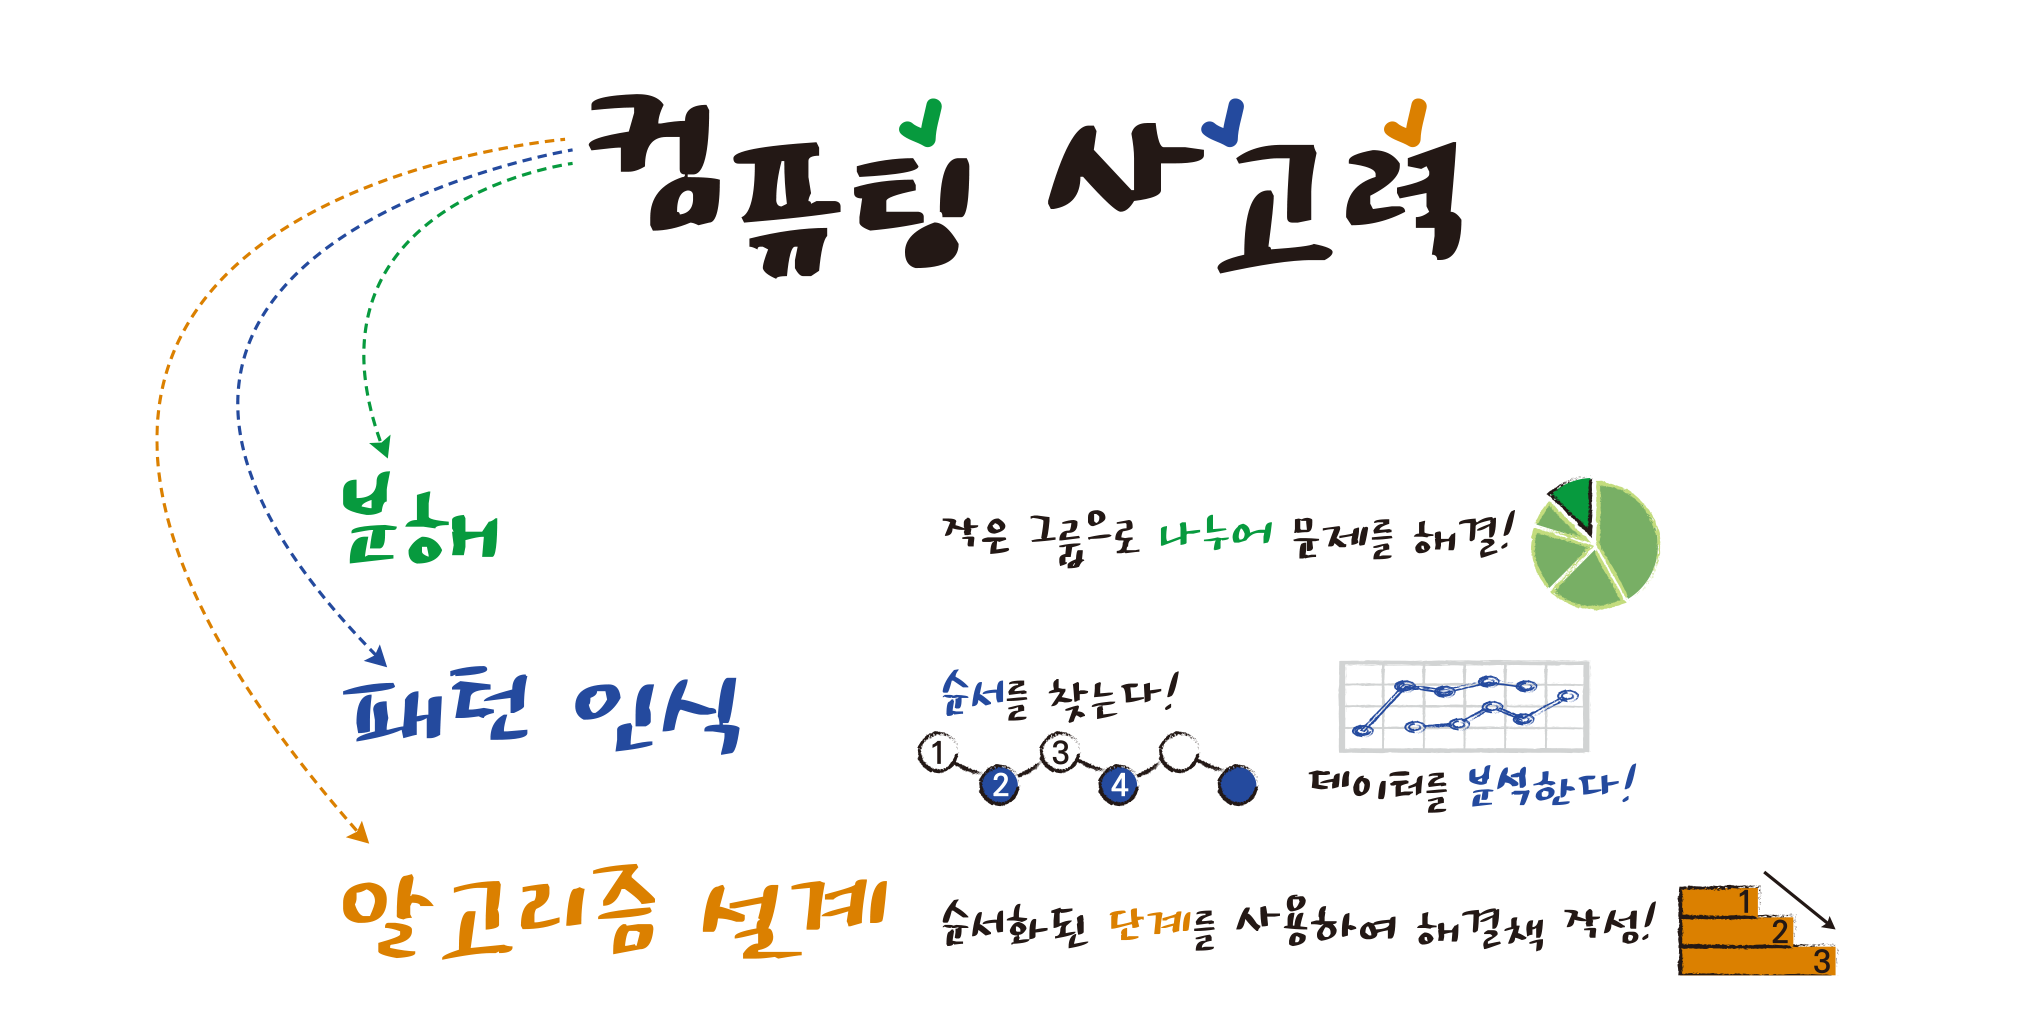 컴퓨팅 사고력
분해
작은 그룹으로 나누어 문제를 해결!
패턴 인식
순서를 찾는다!
1 2 3 4
데이터를 분석한다!
알고리즘 설계
순서화된 단계를 사용하여 해결책 작성!
1
2
3